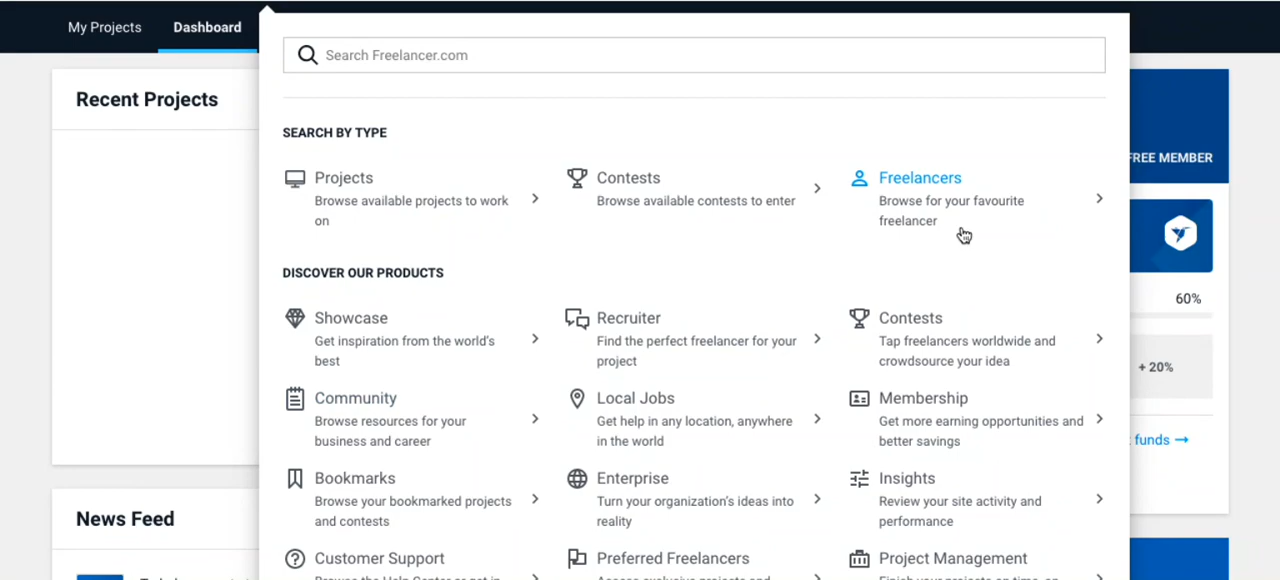 My Projects
Dashboard
Search Freelancer.com
Recent Projects
SEARCH BY TYPE
FREE MEMBER
Projects
Browse available projects to work
on
Contests
Browse available contests to enter
Freelancers
Browse for your favourite
freelancer
DISCOVER OUR PRODUCTS
60%
Showcase
Get inspiration from the world's
best
Recruiter
Find the perfect freelancer for your
project
Contests
Tap freelancers worldwide and
crowdsource your idea
+ 20%
Community
Browse resources for your
business and career
Local Jobs
Get help in any location, anywhere
in the world
Membership
Get more earning opportunities and
better savings
funds →
Bookmarks
Browse your bookmarked projects
and contests
Enterprise
Turn your organization's ideas into
reality
Insights
Review your site activity and
performance
News Feed
Customer Support
Preferred Freelancers
Project Management